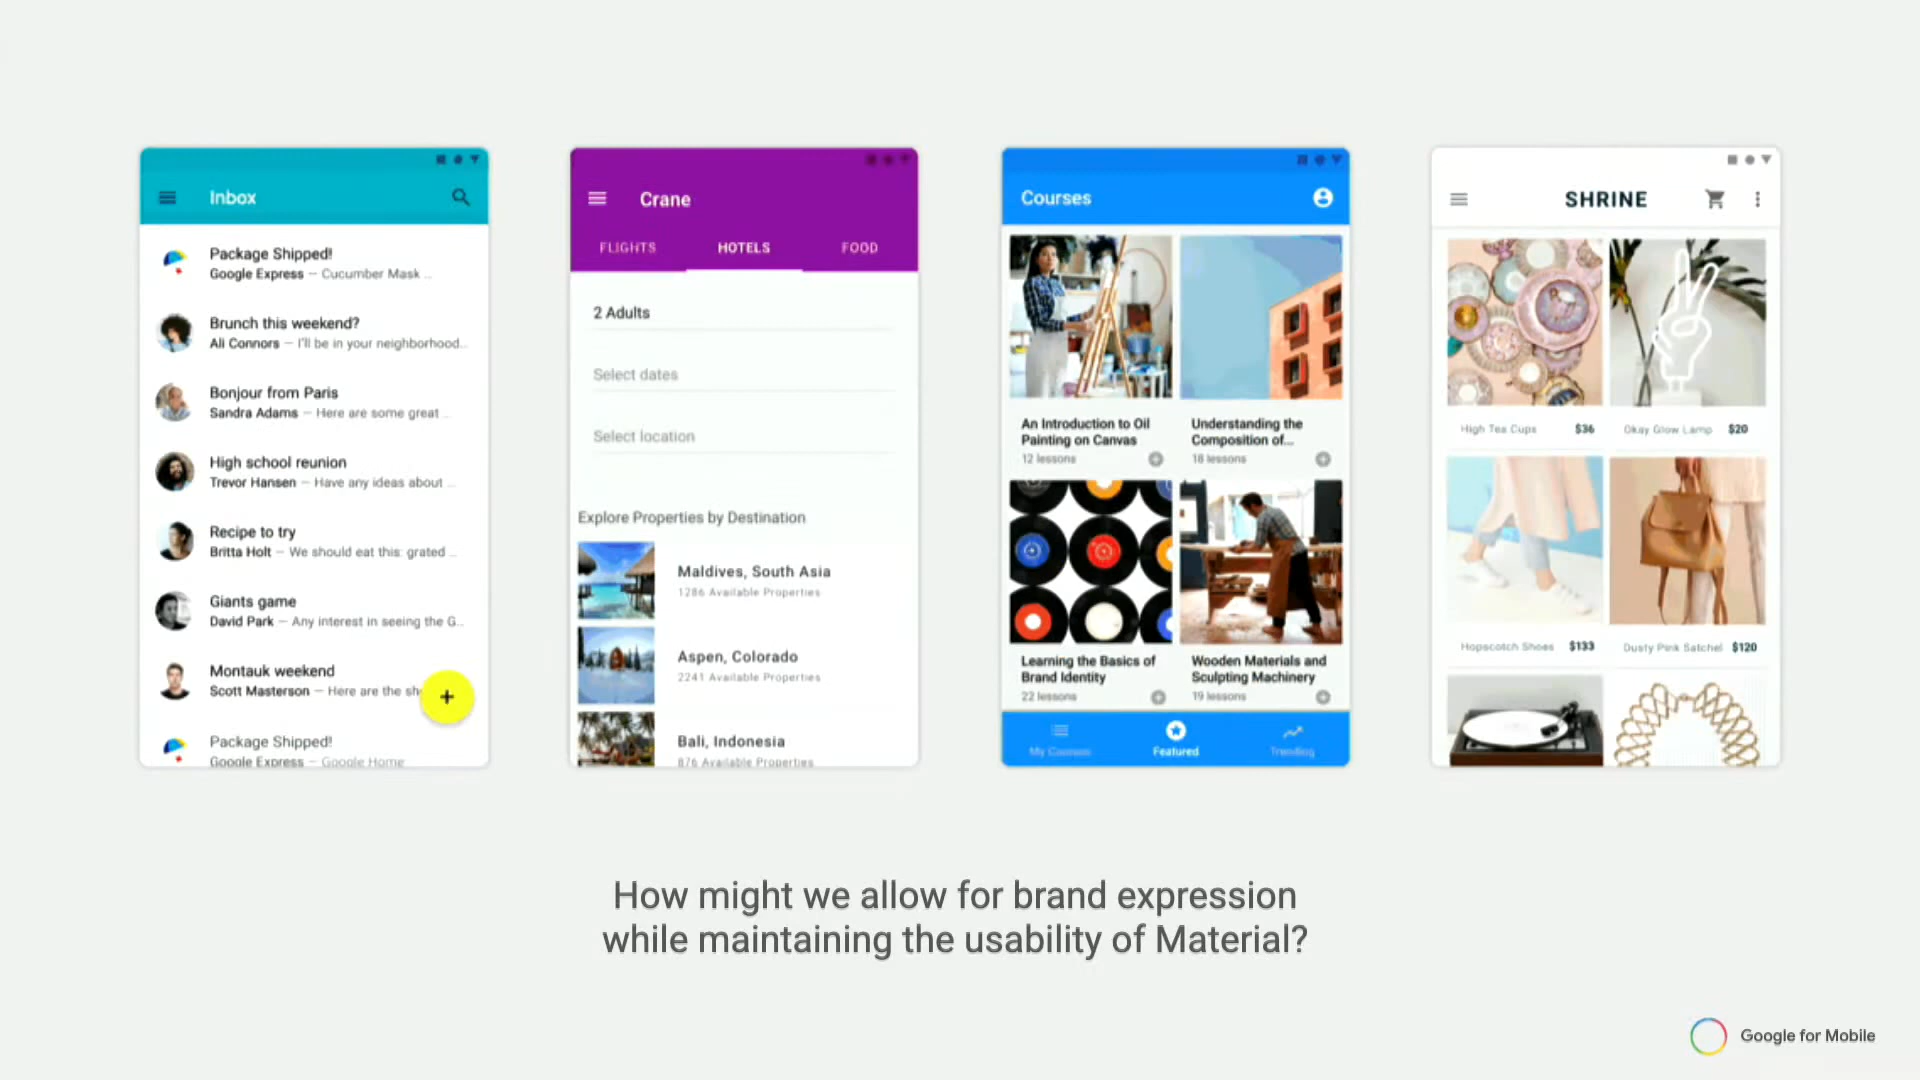 Inbox
Package Shipped!
Google Express — Cucumber Mask ...
Brunch this weekend?
Ali Connors — I'll be in your neighborhood...
Bonjour from Paris
Sandra Adams — Here are some great ...
High school reunion
Trevor Hansen — Have any ideas about ...
Recipe to try
Britta Holt — We should eat this: grated ...
Giants game
David Park — Any interest in seeing the G...
Montauk weekend
Scott Masterson — Here are the sh
Package Shipped!
Google Express — Google Home
Crane
FLIGHTS HOTELS FOOD
2 Adults
Select dates
Select location
Explore Properties by Destination
Maldives, South Asia
1286 Available Properties
Aspen, Colorado
2241 Available Properties
Bali, Indonesia
876 Available Properties
Courses
An Introduction to Oil
Painting on Canvas
12 lessons
Understanding the
Composition of...
18 lessons
Learning the Basics of
Brand Identity
22 lessons
Wooden Materials and
Sculpting Machinery
19 lessons
My Courses Featured Trending
SHRINE
High Tea Cups $36
Okay Glow Lamp $20
Hopscotch Shoes $133
Dusty Pink Satchel $120
How might we allow for brand expression
while maintaining the usability of Material?
Google for Mobile